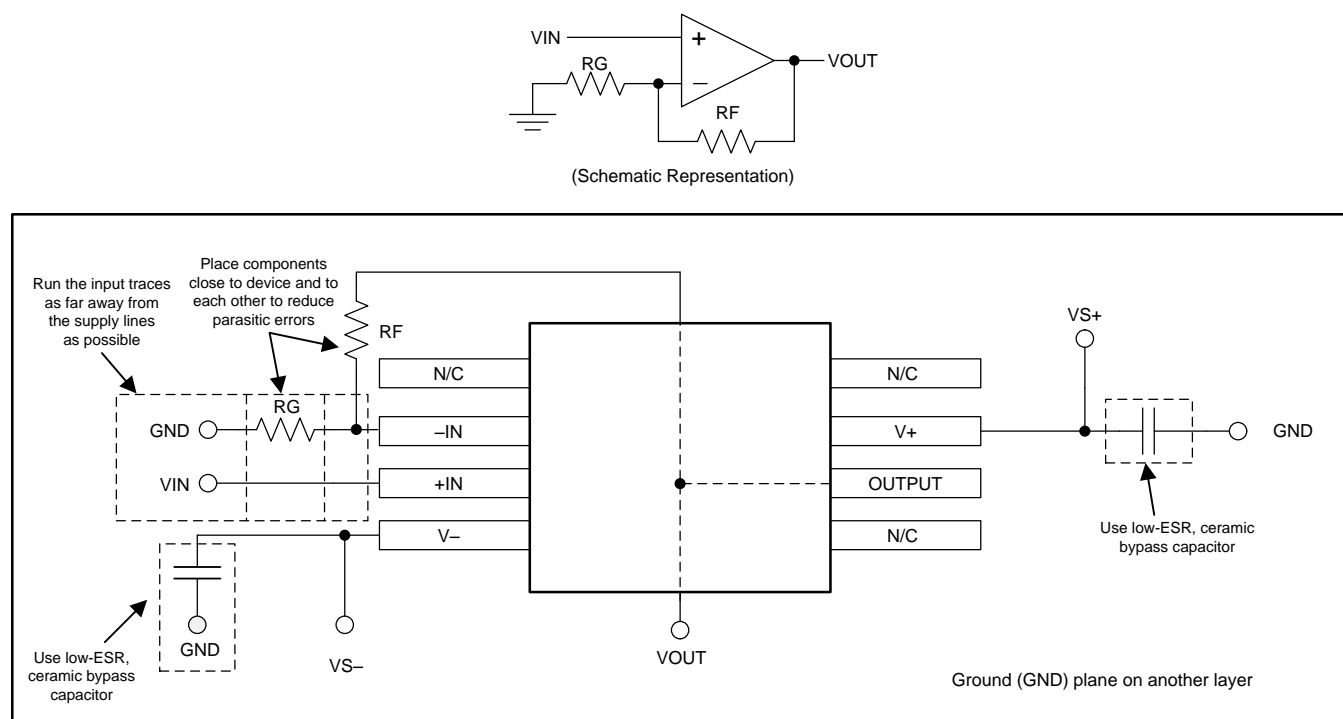 VIN
+
RG
–
VOUT
RF
(Schematic Representation)
Run the input traces
as far away from
the supply lines
as possible
Place components
close to device and to
each other to reduce
parasitic errors
RF
VS+
N/C
N/C
RG
GND
–IN
V+
GND
VIN
+IN
OUTPUT
V–
N/C
Use low-ESR, ceramic
bypass capacitor
GND
VS–
VOUT
Use low-ESR,
ceramic bypass
capacitor
Ground (GND) plane on another layer